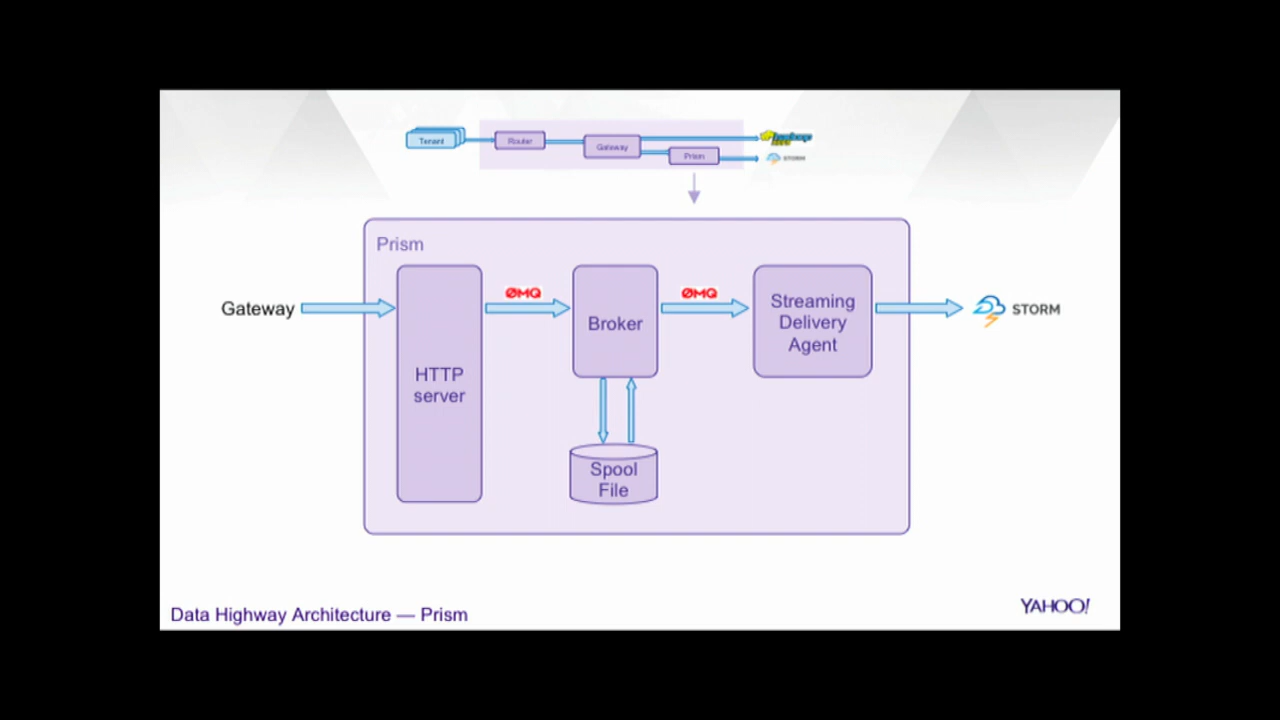 Tenant
Router
Gateway
Prism
STORM
Prism
Gateway
HTTP
server
ØMQ
Broker
ØMQ
Streaming
Delivery
Agent
STORM
Spool
File
Data Highway Architecture — Prism
YAHOO!